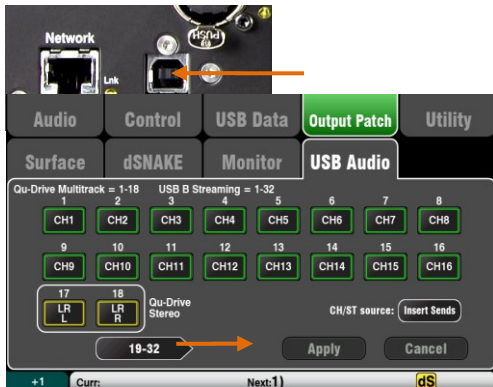 Network
PUSH
Lnk
Audio Control USB Data Output Patch Utility
Surface dSNAKE Monitor USB Audio
Qu-Drive Multitrack = 1-18 USB B Streaming = 1-32
1 2 3 4 5 6 7 8
CH1 CH2 CH3 CH4 CH5 CH6 CH7 CH8
9 10 11 12 13 14 15 16
CH9 CH10 CH11 CH12 CH13 CH14 CH15 CH16
17 18
LR L LR R Qu-Drive Stereo
CH/ST source: Insert Sends
19-32 Apply Cancel
+1 Curr: Next:1) dS